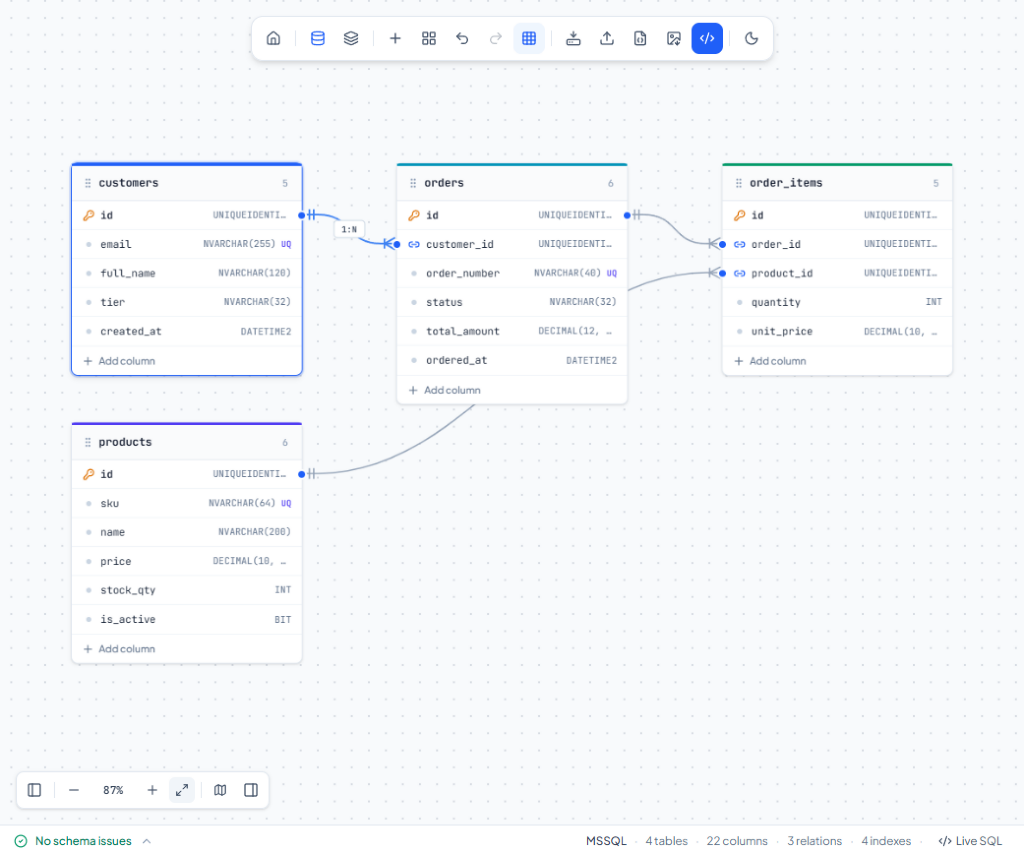 customers 5
id UNIQUEIDENTI…
email NVARCHAR(255) UQ
full_name NVARCHAR(120)
tier NVARCHAR(32)
created_at DATETIME2
Add column
1:N
orders 6
id UNIQUEIDENTI…
customer_id UNIQUEIDENTI…
order_number NVARCHAR(40) UQ
status NVARCHAR(32)
total_amount DECIMAL(12, …
ordered_at DATETIME2
Add column
order_items 5
id UNIQUEIDENTI…
order_id UNIQUEIDENTI…
product_id UNIQUEIDENTI…
quantity INT
unit_price DECIMAL(10, …
Add column
products 6
id UNIQUEIDENTI…
sku NVARCHAR(64) UQ
name NVARCHAR(200)
price DECIMAL(10, …
stock_qty INT
is_active BIT
Add column
87%
No schema issues
MSSQL · 4 tables · 22 columns · 3 relations · 4 indexes · Live SQL